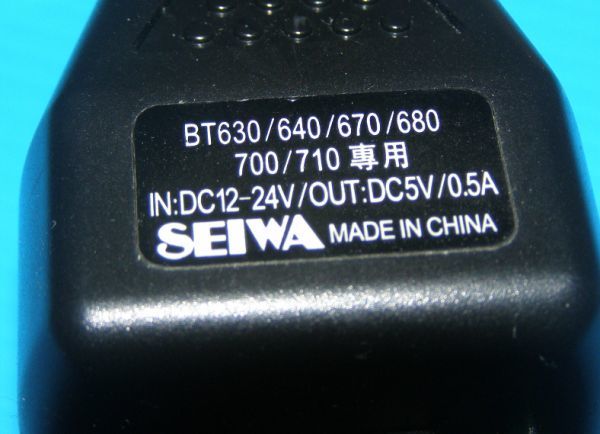 BT630/640/670/680
700/710 専用
IN:DC12-24V/OUT:DC5V/0.5A
SEIWA MADE IN CHINA